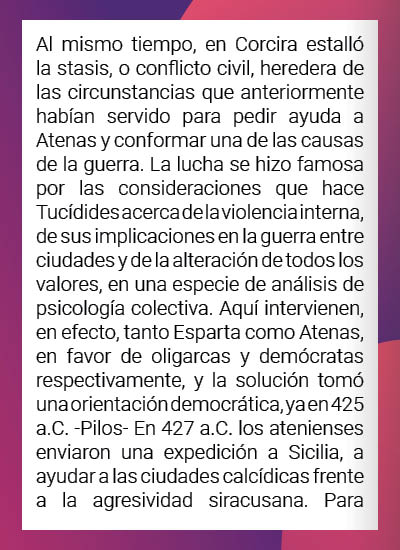 Al mismo tiempo, en Corcira estalló
la stasis, o conflicto civil, heredera de
las circunstancias que anteriormente
habían servido para pedir ayuda a
Atenas y conformar una de las causas
de la guerra. La lucha se hizo famosa
por las consideraciones que hace
Tucídides acerca de la violencia interna,
de sus implicaciones en la guerra entre
ciudades y de la alteración de todos los
valores, en una especie de análisis de
psicología colectiva. Aquí intervienen,
en efecto, tanto Esparta como Atenas,
en favor de oligarcas y demócratas
respectivamente, y la solución tomó
una orientación democrática, ya en 425
a.C. -Pilos- En 427 a.C. los atenienses
enviaron una expedición a Sicilia, a
ayudar a las ciudades calcídicas frente
a la agresividad siracusana. Para